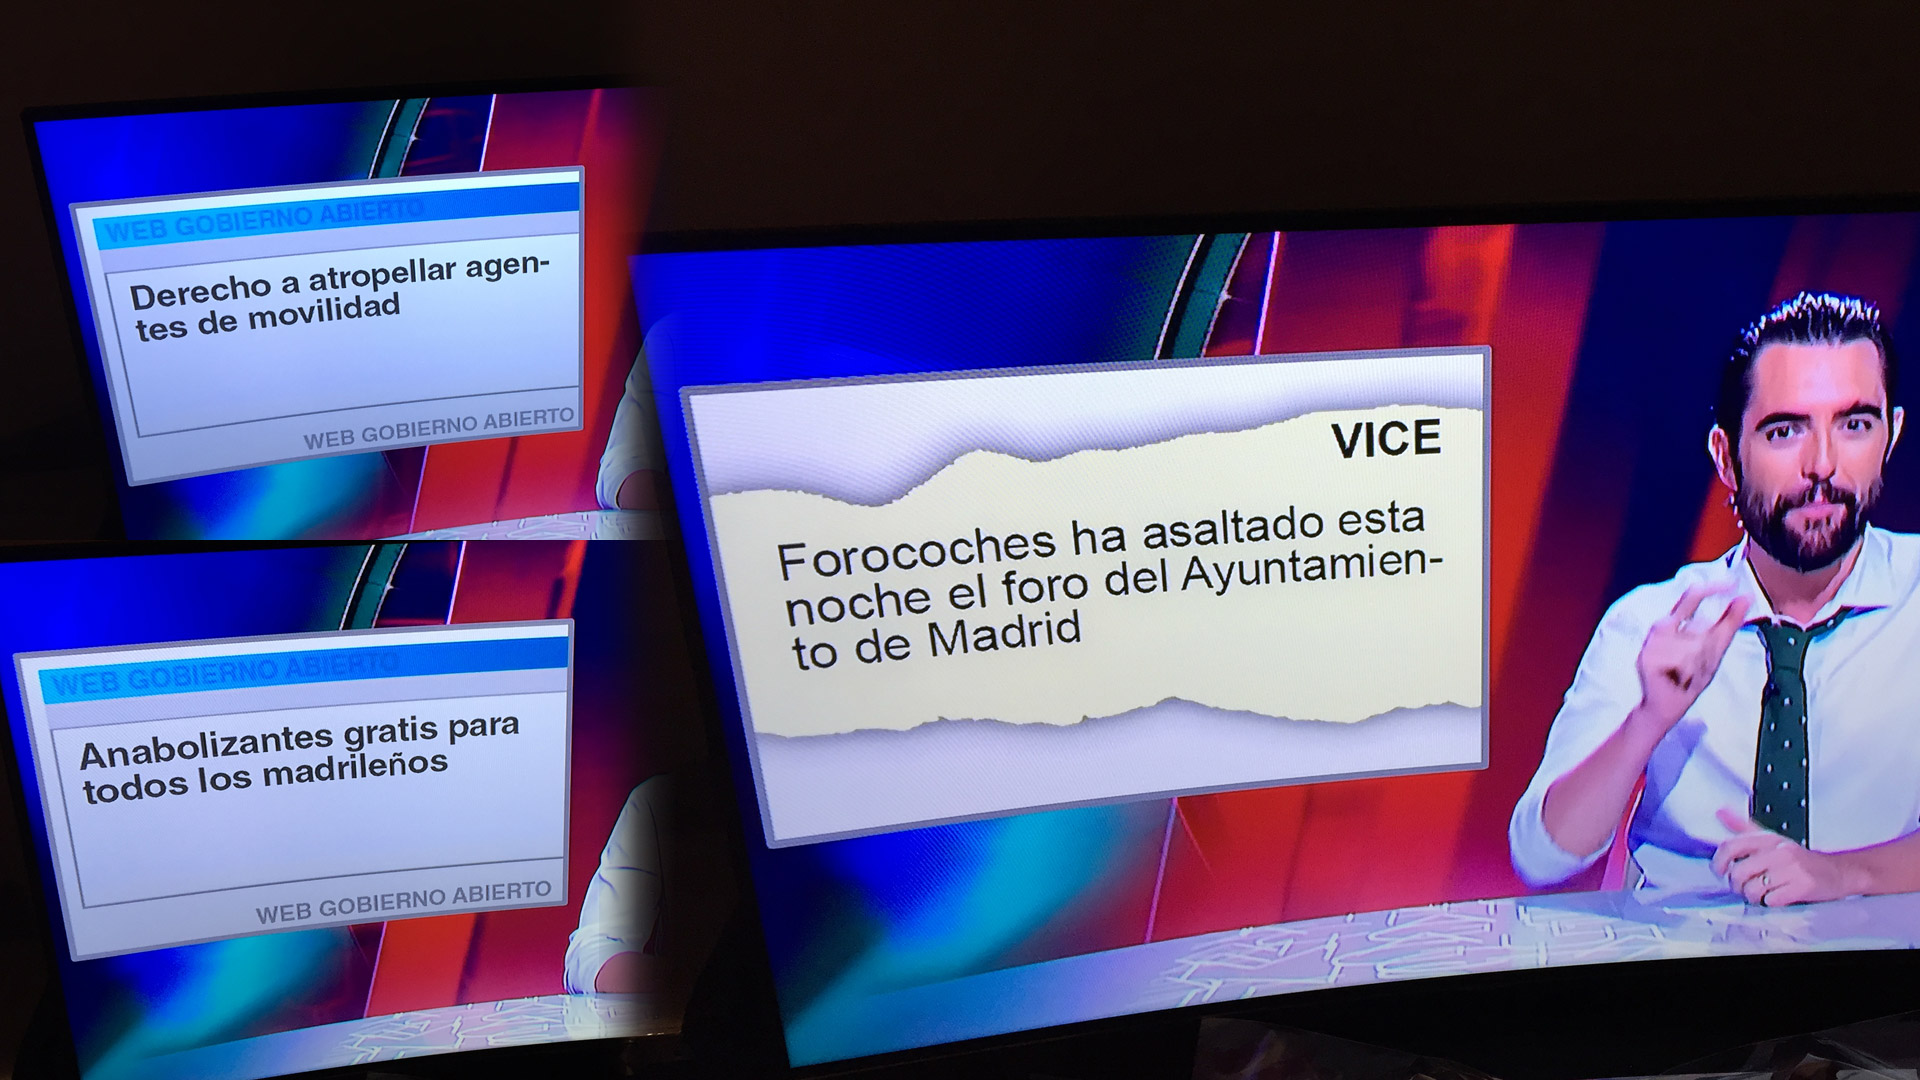 WEB GOBIERNO ABIERTO
Derecho a atropellar agen-
tes de movilidad
WEB GOBIERNO ABIERTO
WEB GOBIERNO ABIERTO
Anabolizantes gratis para
todos los madrileños
WEB GOBIERNO ABIERTO
VICE
Forocoches ha asaltado esta
noche el foro del Ayuntamien-
to de Madrid